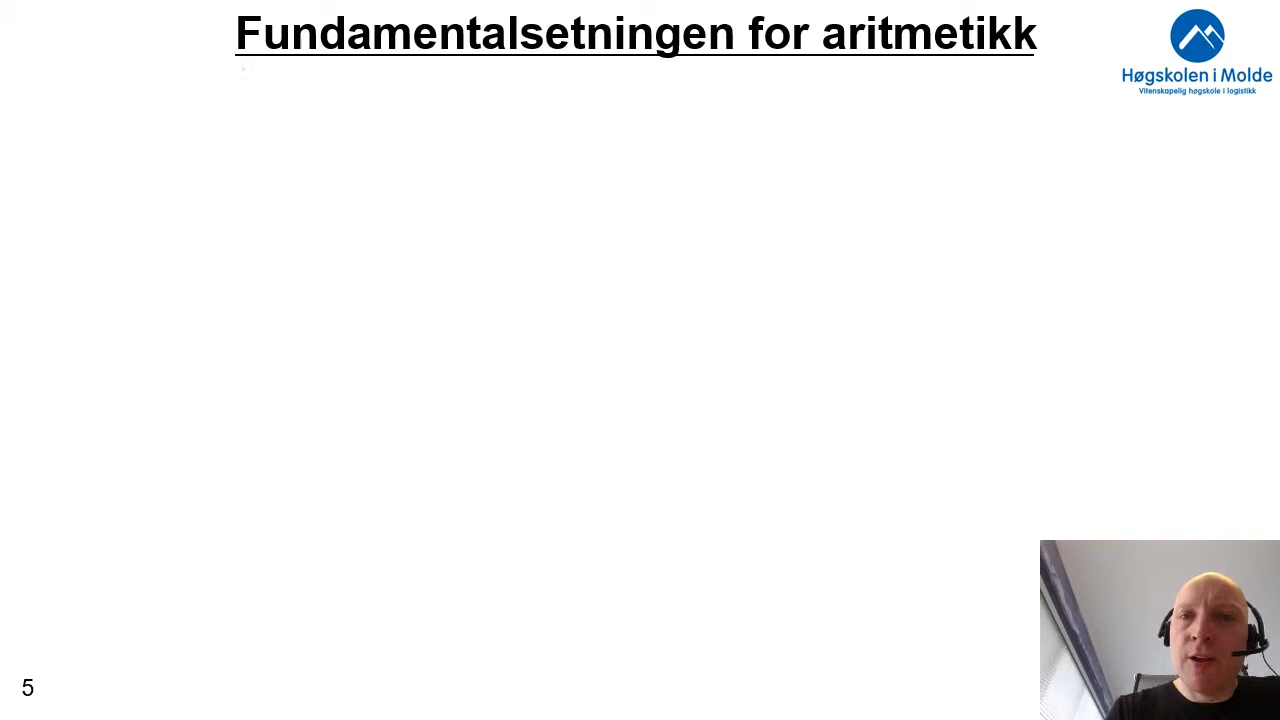 Fundamentalsetningen for aritmetikk
Høgskolen i Molde
Vitenskapelig høgskole i logistikk
5